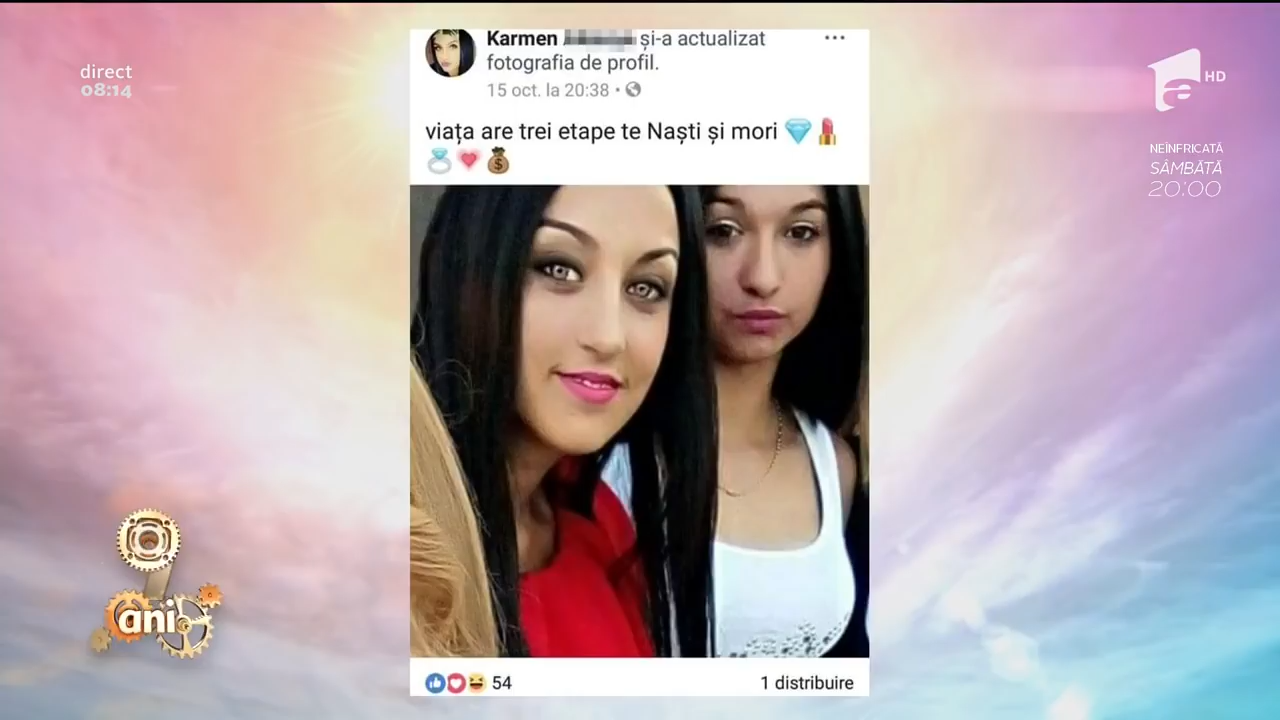 direct
08:14
HD
NEÎNFRICATĂ
SÂMBĂTĂ
20:00
Karmen și-a actualizat
fotografia de profil.
15 oct. la 20:38
viața are trei etape te Naști și mori
54
1 distribuire
9
ani